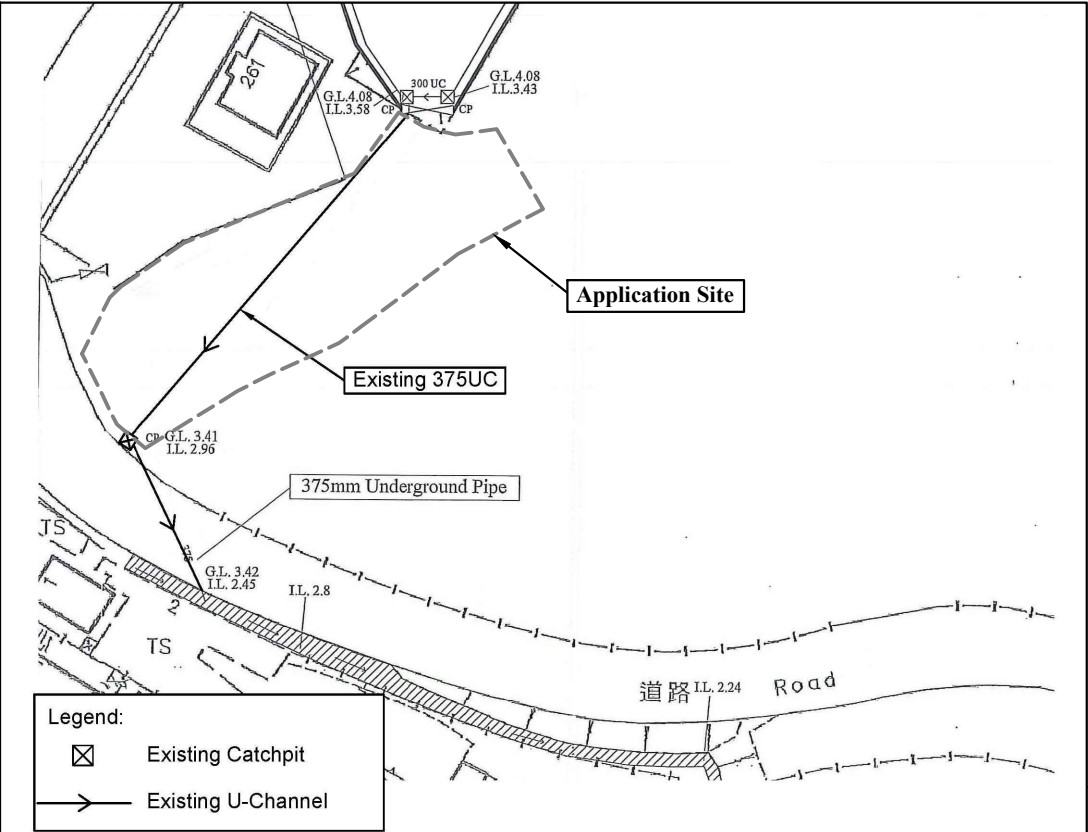 261
300 UC
G.L.4.08
I.L.3.43
G.L.4.08
I.L.3.58
CP
CP
Application Site
Existing 375UC
CP
G.L. 3.41
I.L. 2.96
375mm Underground Pipe
375
TS
G.L. 3.42
I.L. 2.45
I.L. 2.8
2
TS
道路
I.L. 2.24
Road
Legend:
Existing Catchpit
Existing U-Channel